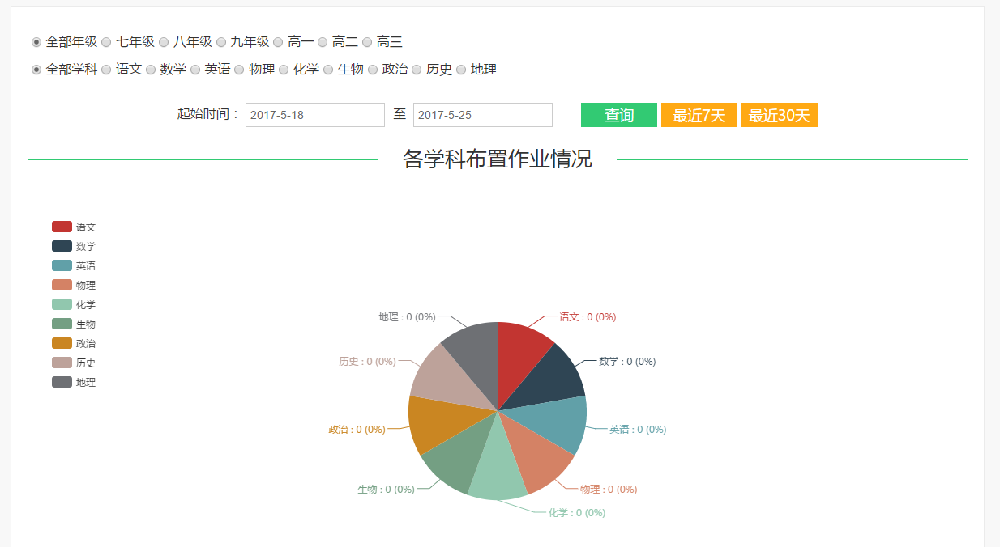 全部年级 七年级 八年级 九年级 高一 高二 高三
全部学科 语文 数学 英语 物理 化学 生物 政治 历史 地理
起始时间： 2017-5-18 至 2017-5-25 查询 最近7天 最近30天
各学科布置作业情况
语文
数学
英语
物理
化学
生物
政治
历史
地理
地理 : 0 (0%)
语文 : 0 (0%)
历史 : 0 (0%)
数学 : 0 (0%)
政治 : 0 (0%)
英语 : 0 (0%)
生物 : 0 (0%)
物理 : 0 (0%)
化学 : 0 (0%)